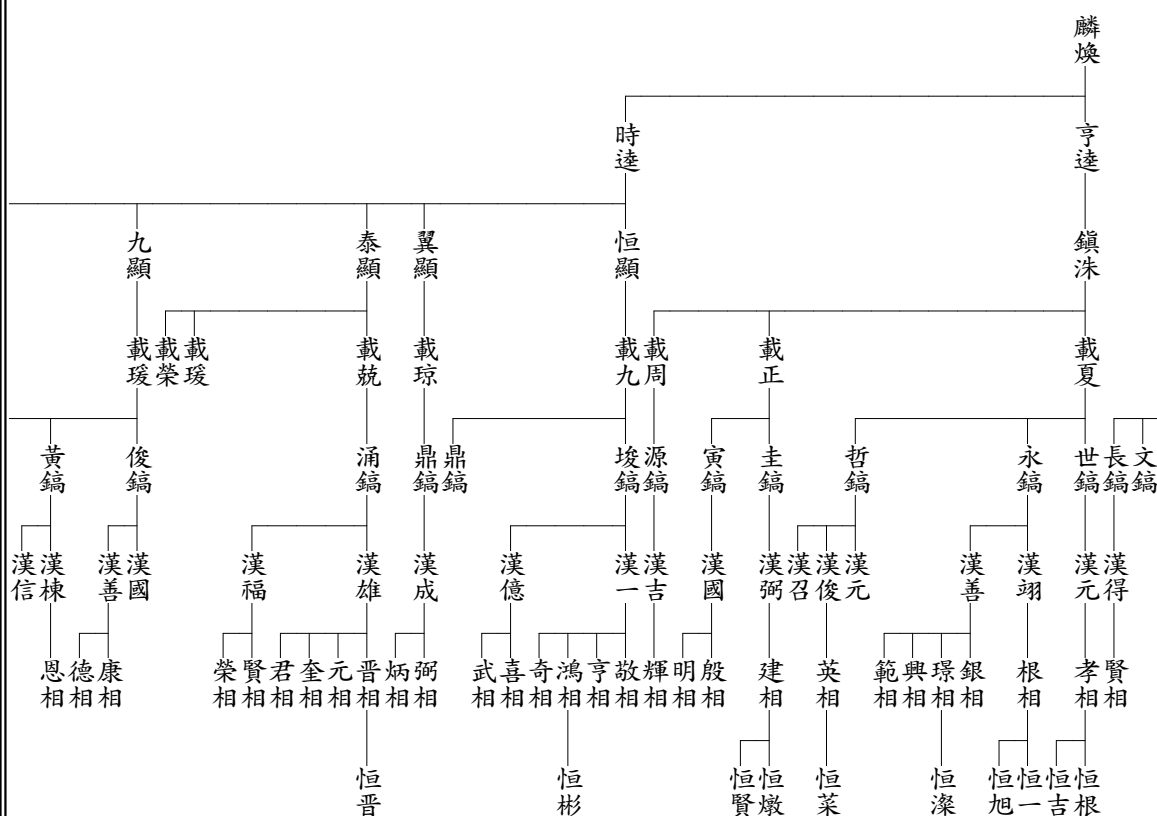 麟煥
亨逵
時逵
鎭洙
恒顯
翼顯
泰顯
九顯
載夏
載正
載周
載九
載琼
載兢
載瑗
載榮
載瑗
文鎬
長鎬
世鎬
永鎬
哲鎬
圭鎬
寅鎬
源鎬
埈鎬
鼎鎬
鼎鎬
涌鎬
俊鎬
黃鎬
漢得
漢元
漢翊
漢善
漢元
漢俊
漢召
漢弼
漢國
漢吉
漢一
漢億
漢成
漢雄
漢福
漢國
漢善
漢棟
漢信
賢相
孝相
根相
銀相
璟相
興相
範相
英相
建相
殷相
明相
輝相
敬相
亨相
鴻相
奇相
喜相
武相
弼相
炳相
晋相
元相
奎相
君相
賢相
榮相
康相
德相
恩相
恒根
恒吉
恒一
恒旭
恒澯
恒菜
恒燉
恒賢
恒彬
恒晋